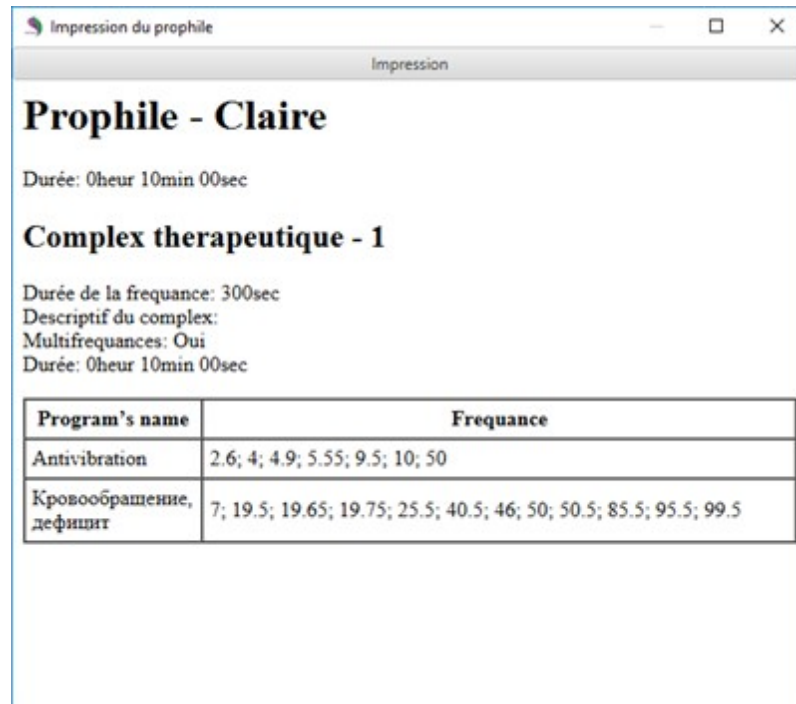 Impression du prophile
Impression
Prophile - Claire
Durée: 0heur 10min 00sec
Complex therapeutique - 1
Durée de la frequance: 300sec
Descriptif du complex:
Multifrequances: Oui
Durée: 0heur 10min 00sec
Program's name Frequance
Antivibration 2.6; 4; 4.9; 5.55; 9.5; 10; 50
Кровообращение, 7; 19.5; 19.65; 19.75; 25.5; 40.5; 46; 50; 50.5; 85.5; 95.5; 99.5
дефицит